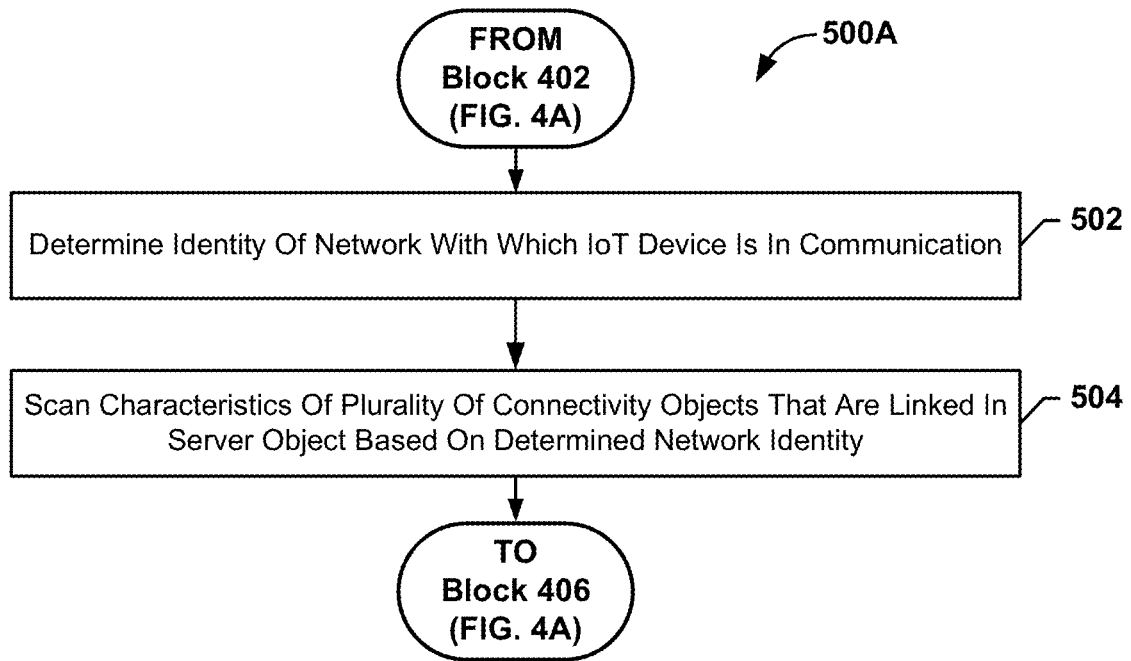 FROM
Block 402
(FIG. 4A)
500A
Determine Identity Of Network With Which IoT Device Is In Communication
502
Scan Characteristics Of Plurality Of Connectivity Objects That Are Linked In
Server Object Based On Determined Network Identity
504
TO
Block 406
(FIG. 4A)